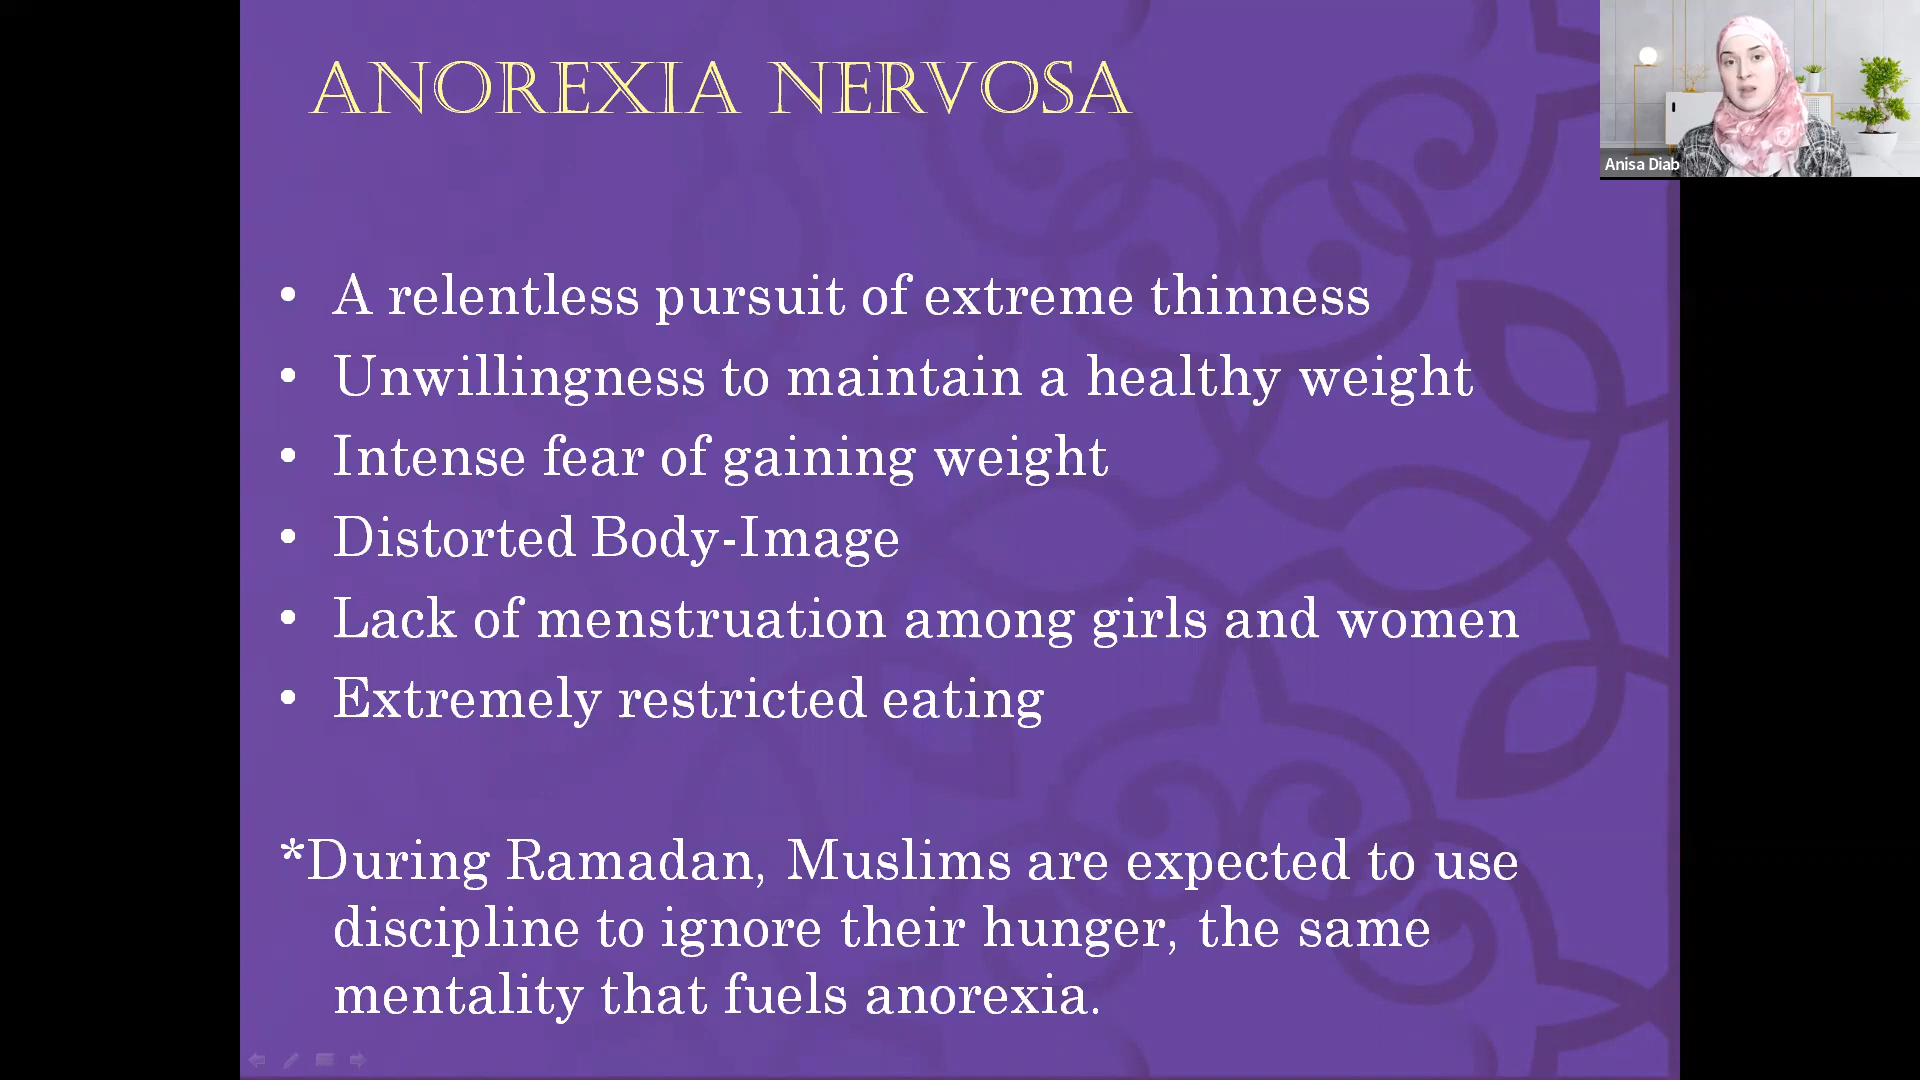 ANOREXIA NERVOSA
Anisa Diab
• A relentless pursuit of extreme thinness
• Unwillingness to maintain a healthy weight
• Intense fear of gaining weight
• Distorted Body-Image
• Lack of menstruation among girls and women
• Extremely restricted eating
*During Ramadan, Muslims are expected to use
discipline to ignore their hunger, the same
mentality that fuels anorexia.